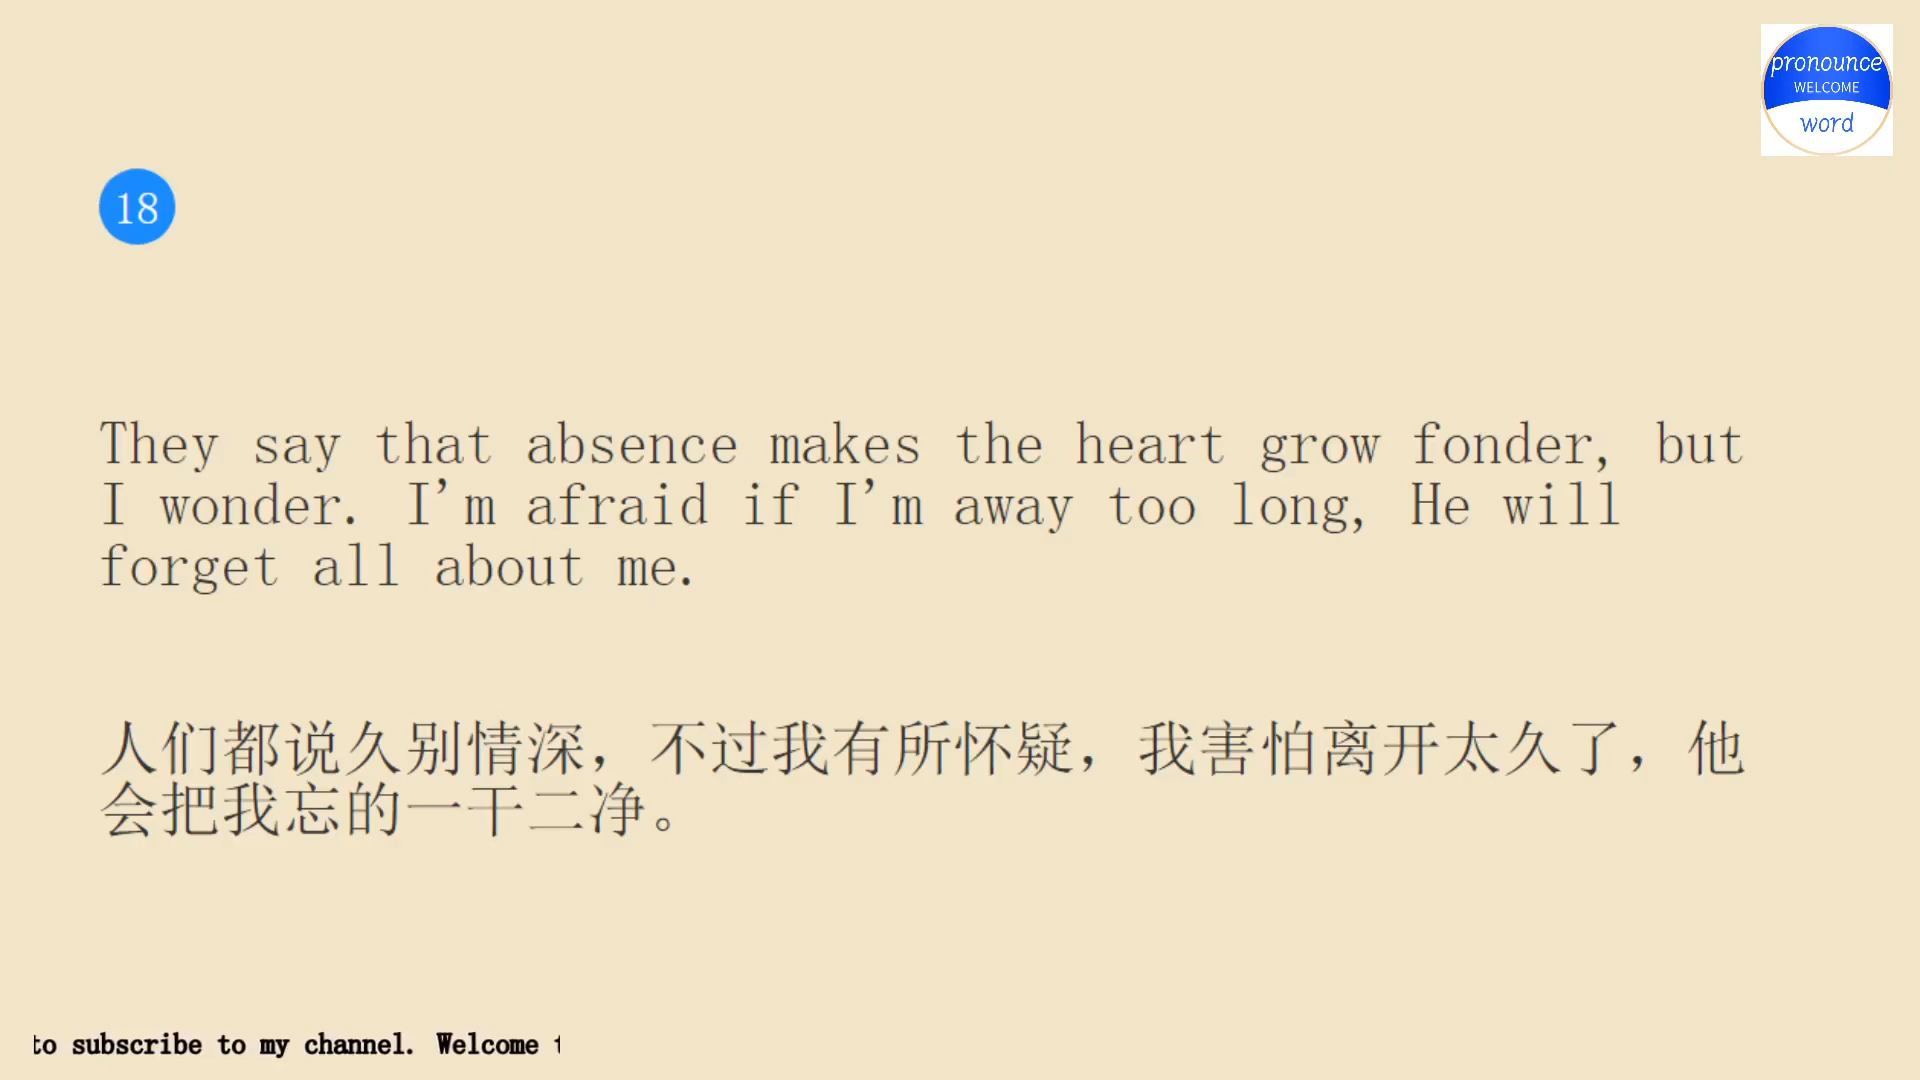 pronounce
WELCOME
word
18
They say that absence makes the heart grow fonder, but
I wonder. I'm afraid if I'm away too long, He will
forget all about me.
人们都说久别情深，不过我有所怀疑，我害怕离开太久了，他
会把我忘的一干二净。
to subscribe to my channel. Welcome t